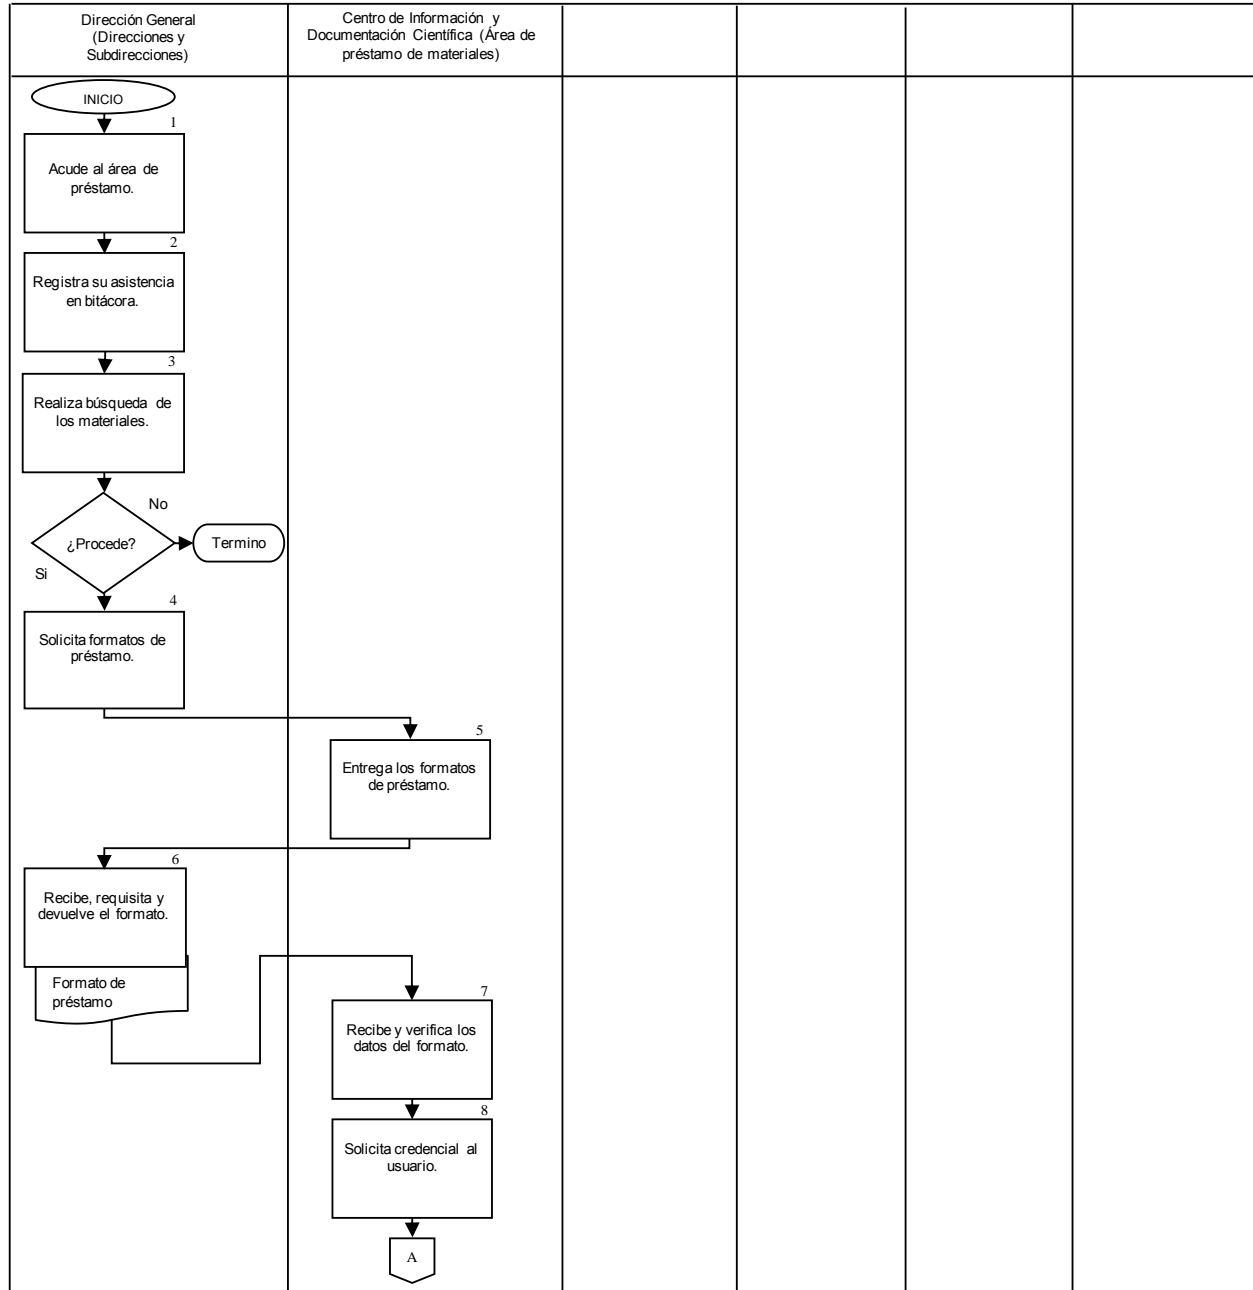 Dirección General
(Direcciones y
Subdirecciones)
Centro de Información y
Documentación Científica (Área de
préstamo de materiales)
INICIO
1
Acude al área de
préstamo.
2
Registra su asistencia
en bitácora.
3
Realiza búsqueda de
los materiales.
No
¿Procede?
Termino
Si
4
Solicita formatos de
préstamo.
5
Entrega los formatos
de préstamo.
6
Recibe, requisita y
devuelve el formato.
Formato de
préstamo
7
Recibe y verifica los
datos del formato.
8
Solicita credencial al
usuario.
A